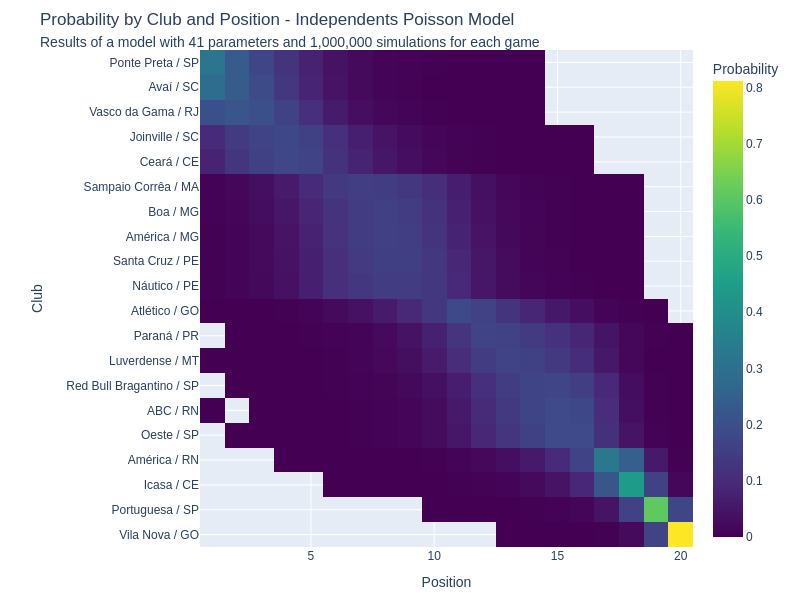 Probability by Club and Position - Independents Poisson Model
Results of a model with 41 parameters and 1,000,000 simulations for each game
Probability
Ponte Preta / SP
Avaí / SC
Vasco da Gama / RJ
Joinville / SC
Ceará / CE
Sampaio Corrêa / MA
Boa / MG
América / MG
Santa Cruz / PE
Náutico / PE
Atlético / GO
Paraná / PR
Luverdense / MT
Red Bull Bragantino / SP
ABC / RN
Oeste / SP
América / RN
Icasa / CE
Portuguesa / SP
Vila Nova / GO
Club
5 10 15 20
Position
0.8
0.7
0.6
0.5
0.4
0.3
0.2
0.1
0